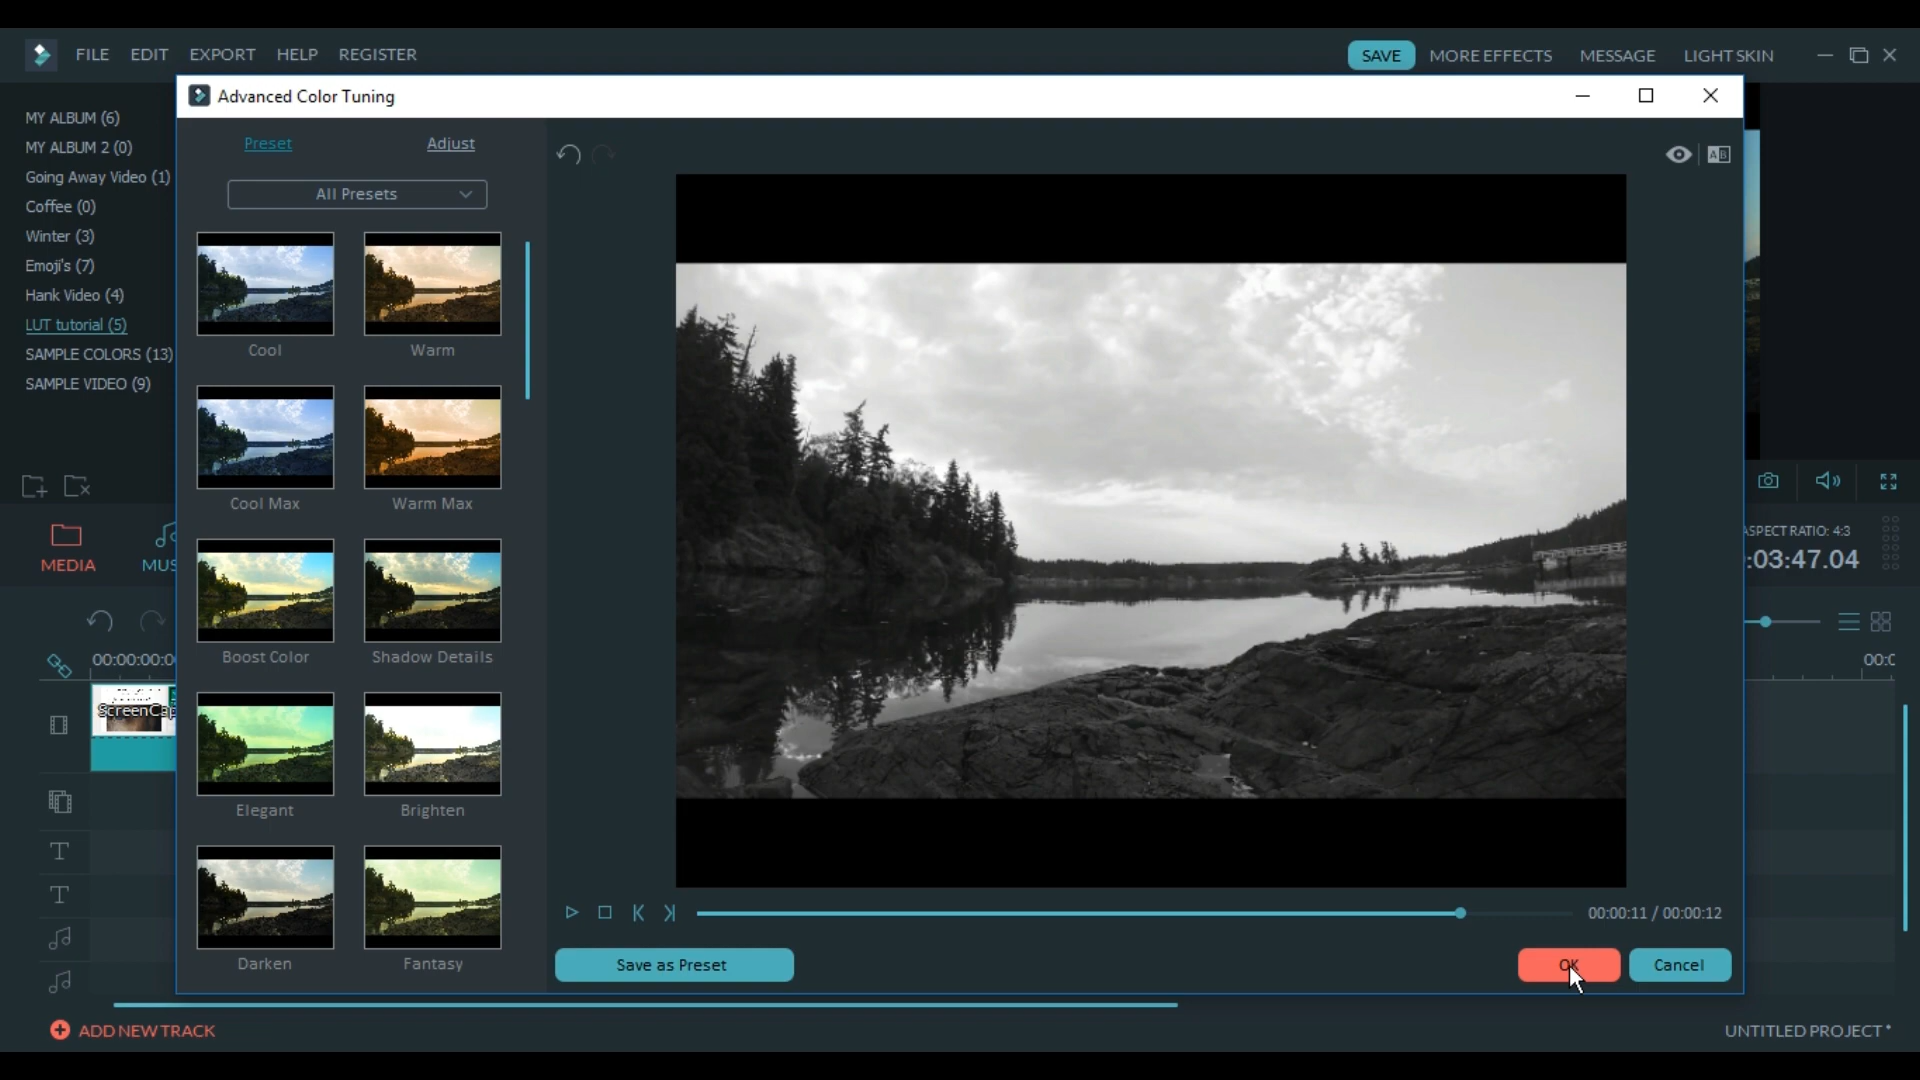 FILE EDIT EXPORT HELP REGISTER
SAVE MORE EFFECTS MESSAGE LIGHT SKIN
Advanced Color Tuning
MY ALBUM (6)
MY ALBUM 2 (0)
Going Away Video (1)
Coffee (0)
Winter (3)
Emoji's (7)
Hank Video (4)
LUT tutorial (5)
SAMPLE COLORS (13)
SAMPLE VIDEO (9)
MEDIA
MUS
Preset Adjust
All Presets
Cool Warm
Cool Max Warm Max
Boost Color Shadow Details
Elegant Brighten
Darken Fantasy
AB
00:00:11 / 00:00:12
Save as Preset
OK
Cancel
ASPECT RATIO: 4:3
:03:47.04
00:00:00:0
00:0
ScreenCap
T
T
ADD NEW TRACK
UNTITLED PROJECT *